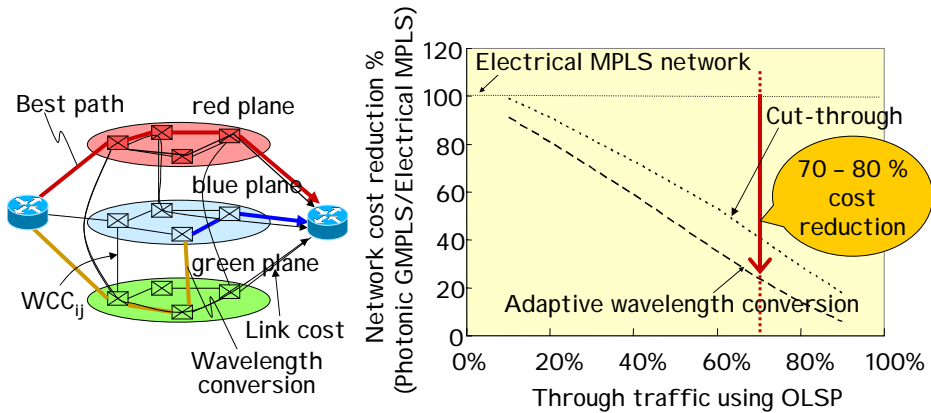 Best path
red plane
blue plane
green plane
WCCij
Link cost
Wavelength
conversion
Network cost reduction %
(Photonic GMPLS/Electrical MPLS)
120
100
80
60
40
20
0
Electrical MPLS network
Cut-through
70 – 80 %
cost
reduction
Adaptive wavelength conversion
0%
20%
40%
60%
80%
100%
Through traffic using OLSP